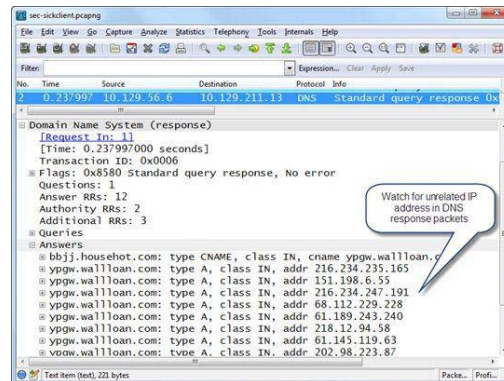 sec-sickclient.pcapng
File Edit View Go Capture Analyze Statistics Telephony Tools Internals Help
Filter: Expression... Clear Apply Save
No. Time Source Destination Protocol Info
2 0.237997 10.129.56.6 10.129.211.13 DNS Standard query response 0x
Domain Name System (response)
[Request In: 1]
[Time: 0.237997000 seconds]
Transaction ID: 0x0006
Flags: 0x8580 Standard query response, No error
Questions: 1
Answer RRs: 12
Authority RRs: 2
Additional RRs: 3
Queries
Answers
bbjj.househot.com: type CNAME, class IN, cname ypgw.wallloan.c
ypgw.wallloan.com: type A, class IN, addr 216.234.235.165
ypgw.wallloan.com: type A, class IN, addr 151.198.6.55
ypgw.wallloan.com: type A, class IN, addr 216.234.247.191
ypgw.wallloan.com: type A, class IN, addr 68.112.229.228
ypgw.wallloan.com: type A, class IN, addr 61.189.243.240
ypgw.wallloan.com: type A, class IN, addr 218.12.94.58
ypgw.wallloan.com: type A, class IN, addr 61.145.119.63
ypgw.wallloan.com: type A, class IN, addr 202.98.223.87
Watch for unrelated IP
address in DNS
response packets
Text item (text), 221 bytes Packe... Profi...